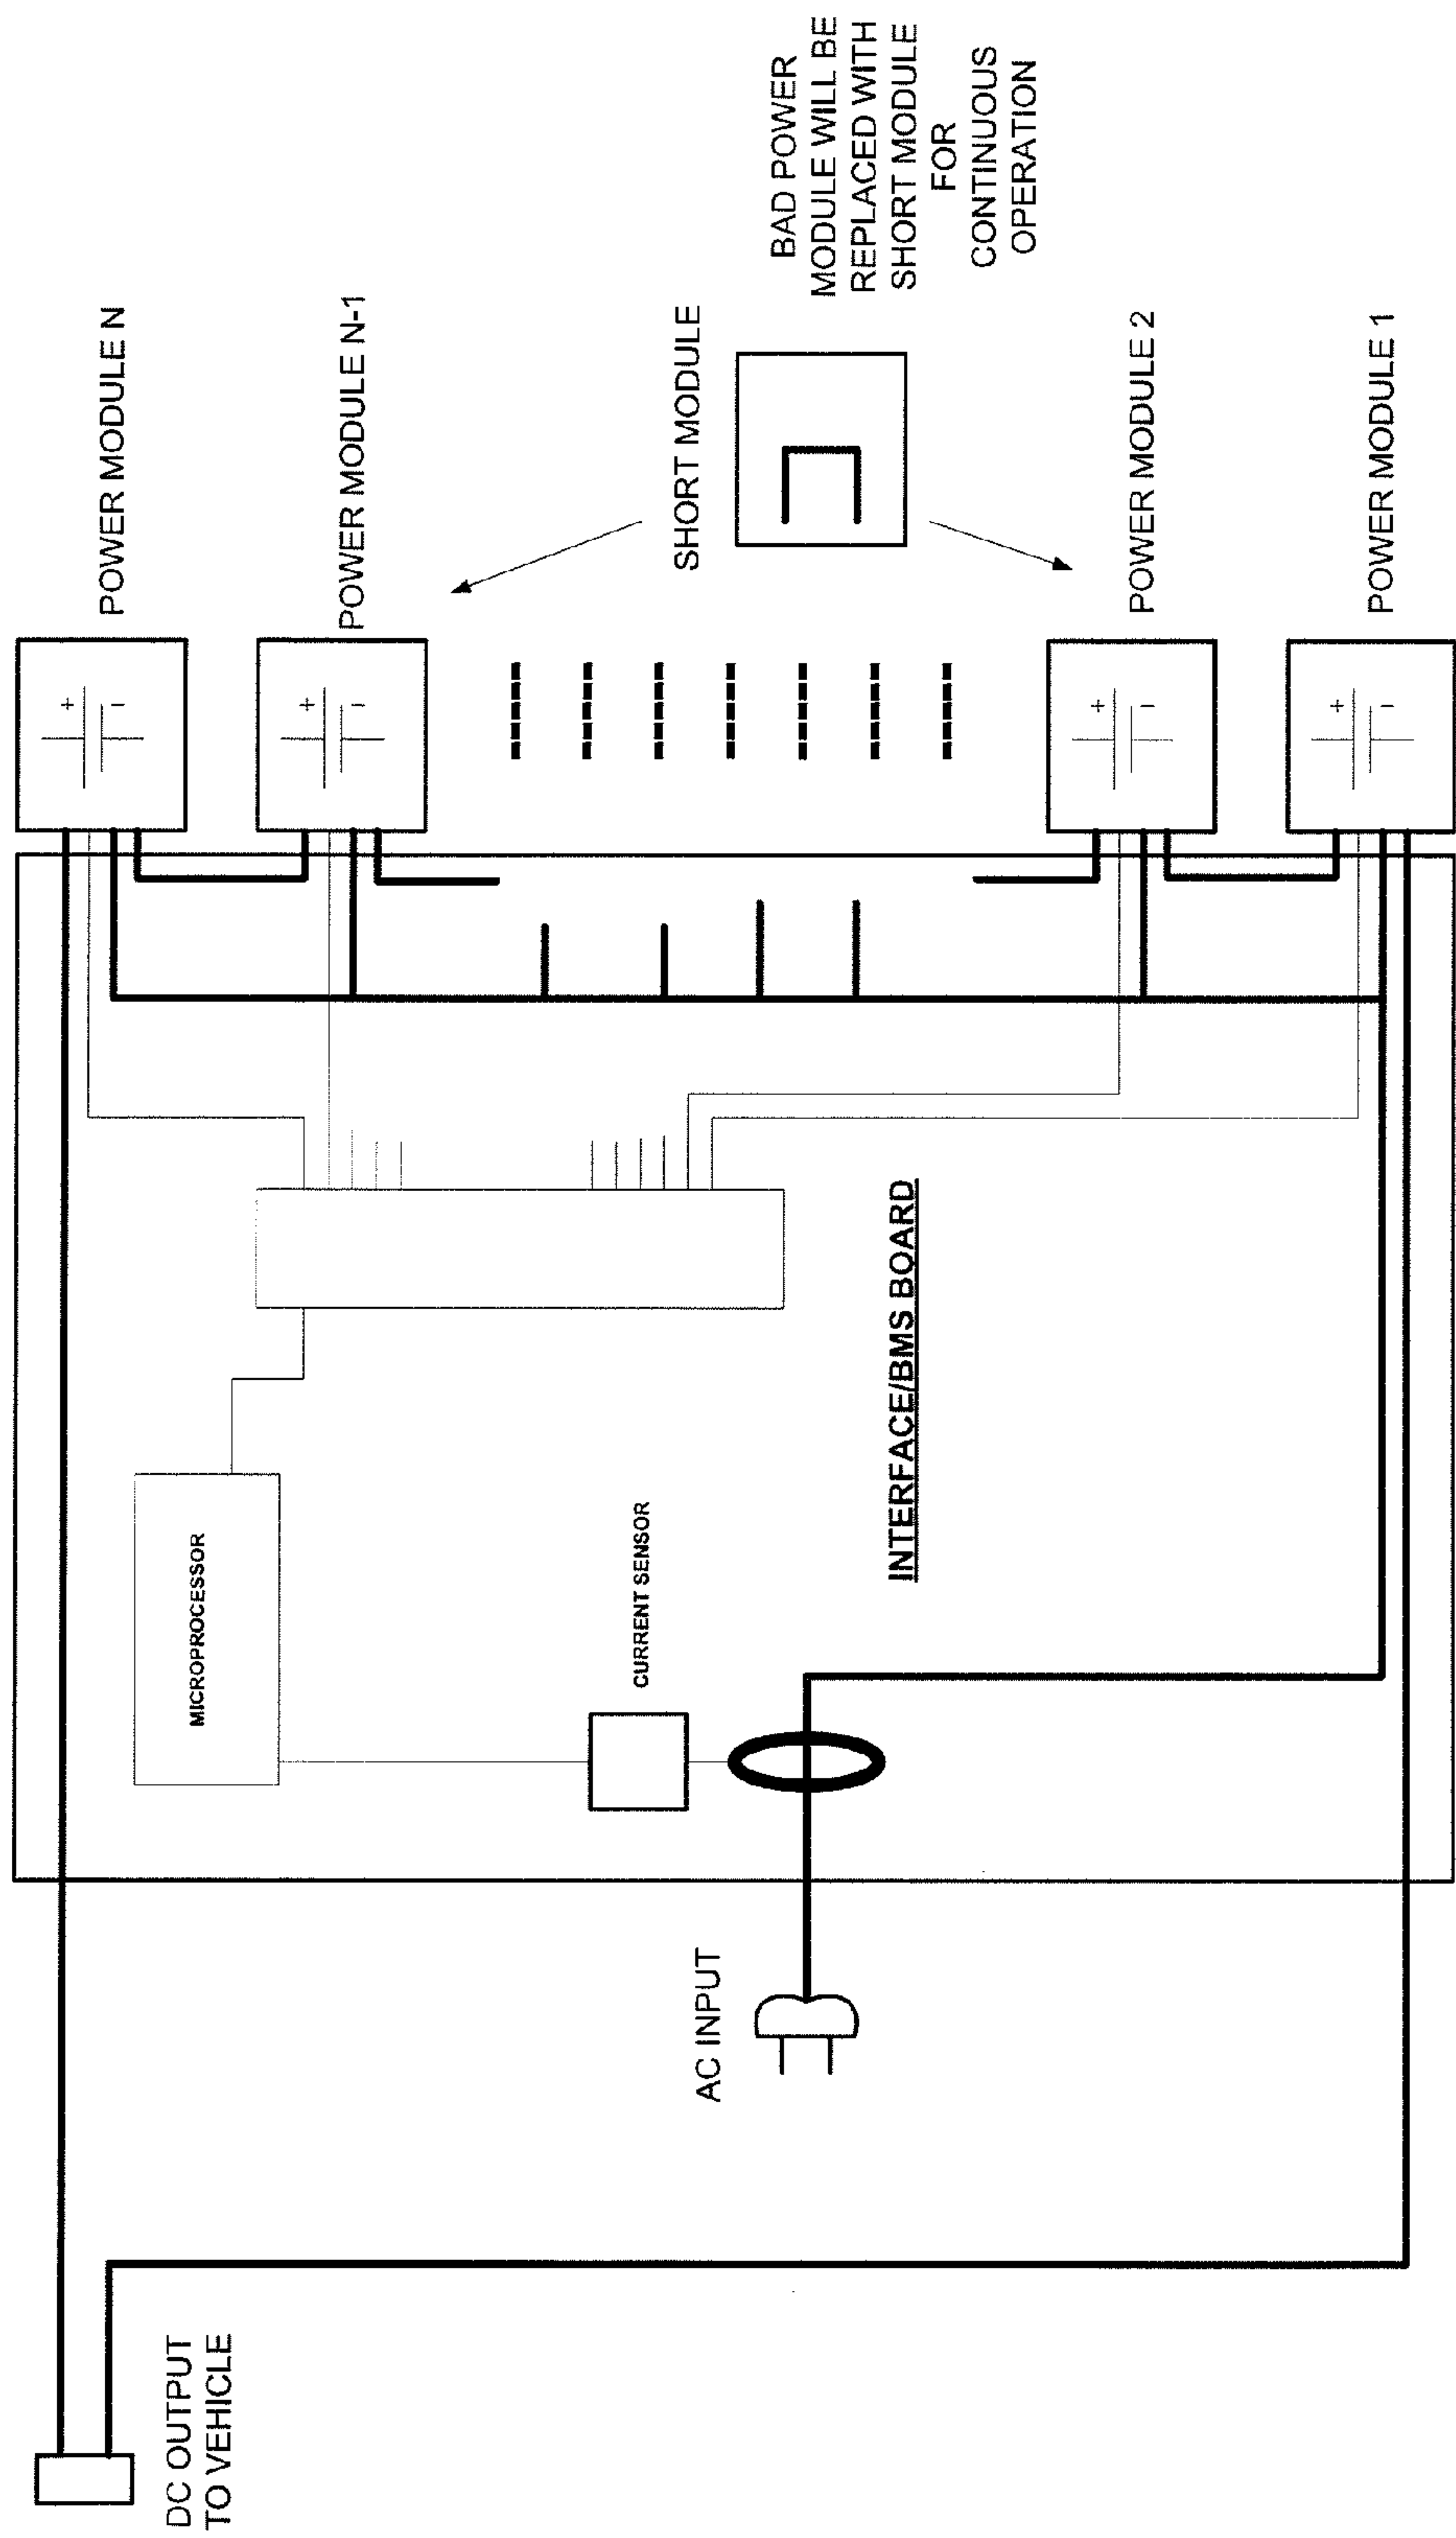 DC OUTPUT
TO VEHICLE
AC INPUT
MICROPROCESSOR
CURRENT SENSOR
INTERFACE/BMS BOARD
POWER MODULE N
+
−
POWER MODULE N-1
+
−
SHORT MODULE
BAD POWER
MODULE WILL BE
REPLACED WITH
SHORT MODULE
FOR
CONTINUOUS
OPERATION
POWER MODULE 2
+
−
POWER MODULE 1
+
−